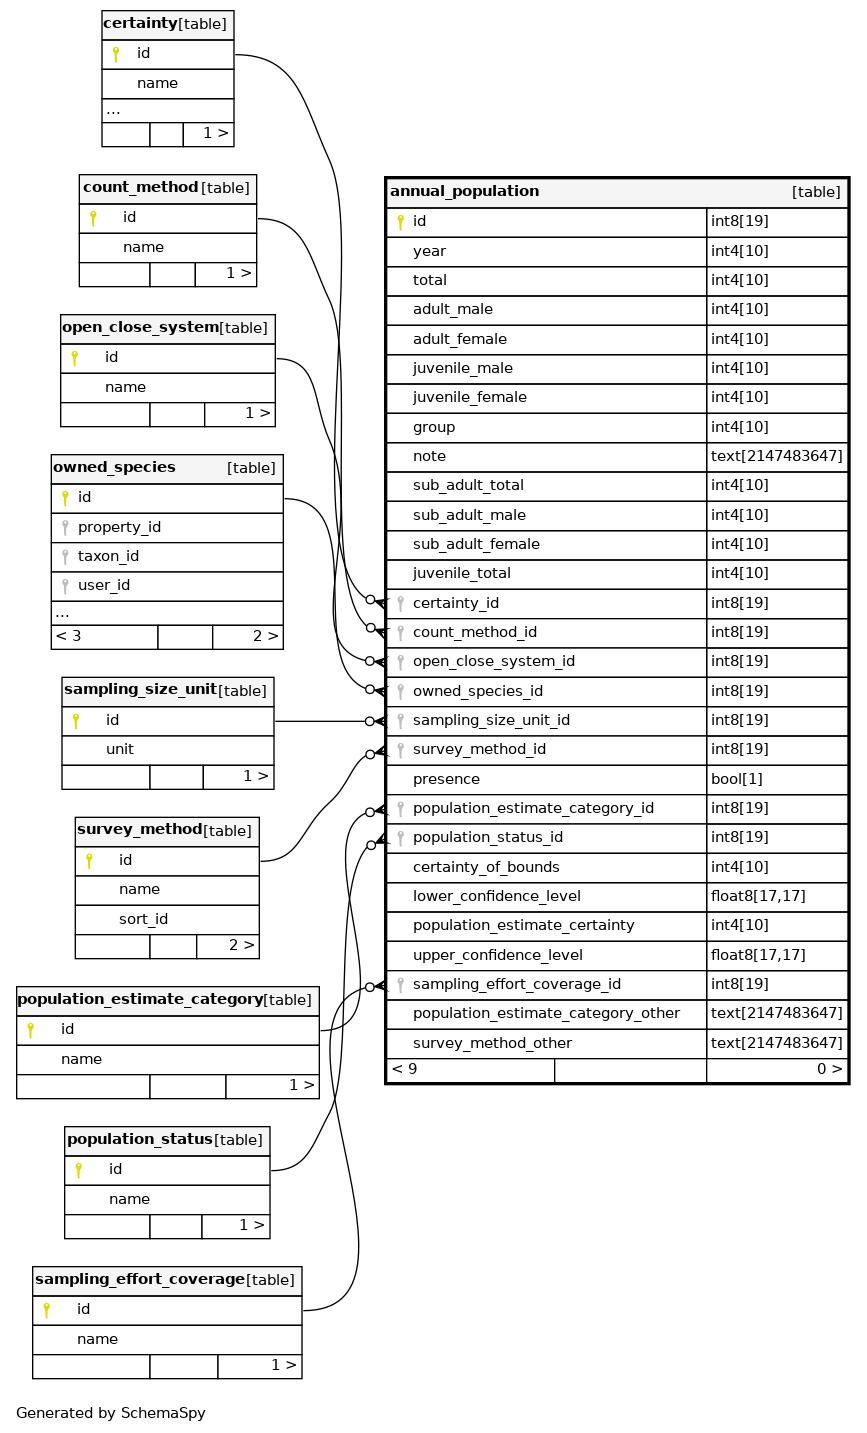 certainty [table]
id
name
...
1 >
count_method [table]
id
name
1 >
open_close_system [table]
id
name
1 >
owned_species [table]
id
property_id
taxon_id
user_id
...
< 3 2 >
sampling_size_unit [table]
id
unit
1 >
survey_method [table]
id
name
sort_id
2 >
population_estimate_category [table]
id
name
1 >
population_status [table]
id
name
1 >
sampling_effort_coverage [table]
id
name
1 >
annual_population [table]
id int8[19]
year int4[10]
total int4[10]
adult_male int4[10]
adult_female int4[10]
juvenile_male int4[10]
juvenile_female int4[10]
group int4[10]
note text[2147483647]
sub_adult_total int4[10]
sub_adult_male int4[10]
sub_adult_female int4[10]
juvenile_total int4[10]
certainty_id int8[19]
count_method_id int8[19]
open_close_system_id int8[19]
owned_species_id int8[19]
sampling_size_unit_id int8[19]
survey_method_id int8[19]
presence bool[1]
population_estimate_category_id int8[19]
population_status_id int8[19]
certainty_of_bounds int4[10]
lower_confidence_level float8[17,17]
population_estimate_certainty int4[10]
upper_confidence_level float8[17,17]
sampling_effort_coverage_id int8[19]
population_estimate_category_other text[2147483647]
survey_method_other text[2147483647]
< 9 0 >
Generated by SchemaSpy